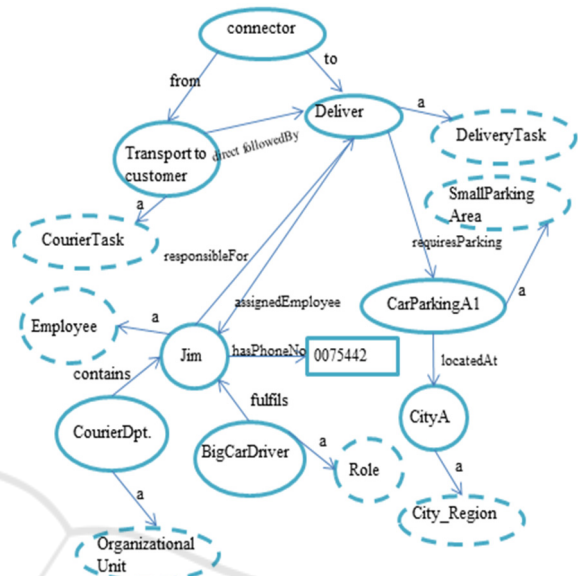 connector
from
to
Deliver
a
DeliveryTask
Transport to
customer
direct followedBy
SmallParking
Area
a
CourierTask
responsibleFor
requiresParking
assignedEmployee
CarParkingA1
a
Employee
a
Jim
hasPhoneNo
0075442
locatedAt
contains
fulfils
CityA
CourierDpt.
BigCarDriver
a
Role
a
City_Region
a
Organizational
Unit